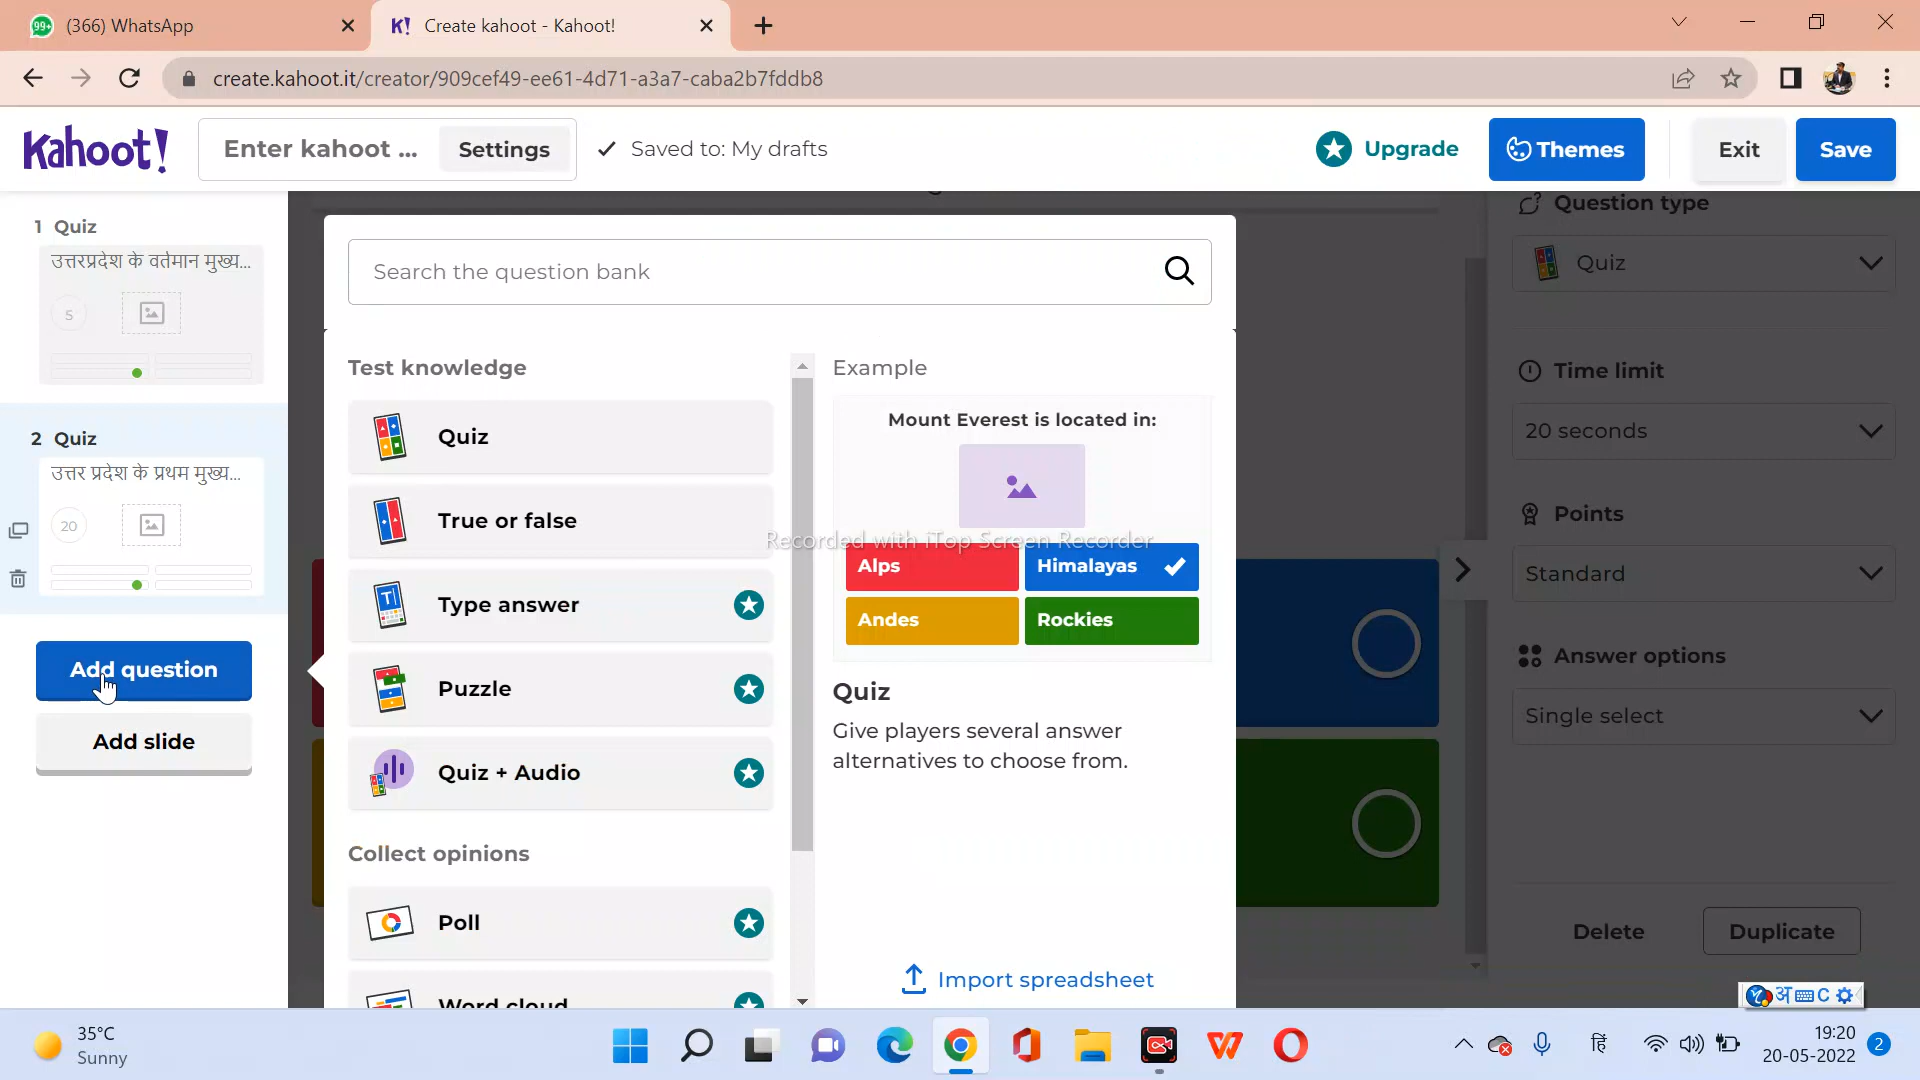 (366) WhatsApp
Create kahoot - Kahoot!
create.kahoot.it/creator/909cef49-ee61-4d71-a3a7-caba2b7fddb8
Kahoot!
Enter kahoot ...
Settings
Saved to: My drafts
Upgrade
Themes
Exit
Save
1 Quiz
उत्तरप्रदेश के वर्तमान मुख्य...
5
2 Quiz
उत्तर प्रदेश के प्रथम मुख्य...
20
Add question
Add slide
Search the question bank
Test knowledge
Quiz
True or false
Type answer
Puzzle
Quiz + Audio
Collect opinions
Poll
Word cloud
Example
Mount Everest is located in:
Alps
Himalayas
Andes
Rockies
Quiz
Give players several answer
alternatives to choose from.
Import spreadsheet
Recorded with iTop Screen Recorder
Question type
Quiz
Time limit
20 seconds
Points
Standard
Answer options
Single select
Delete
Duplicate
35°C
Sunny
हिं
19:20
20-05-2022
2